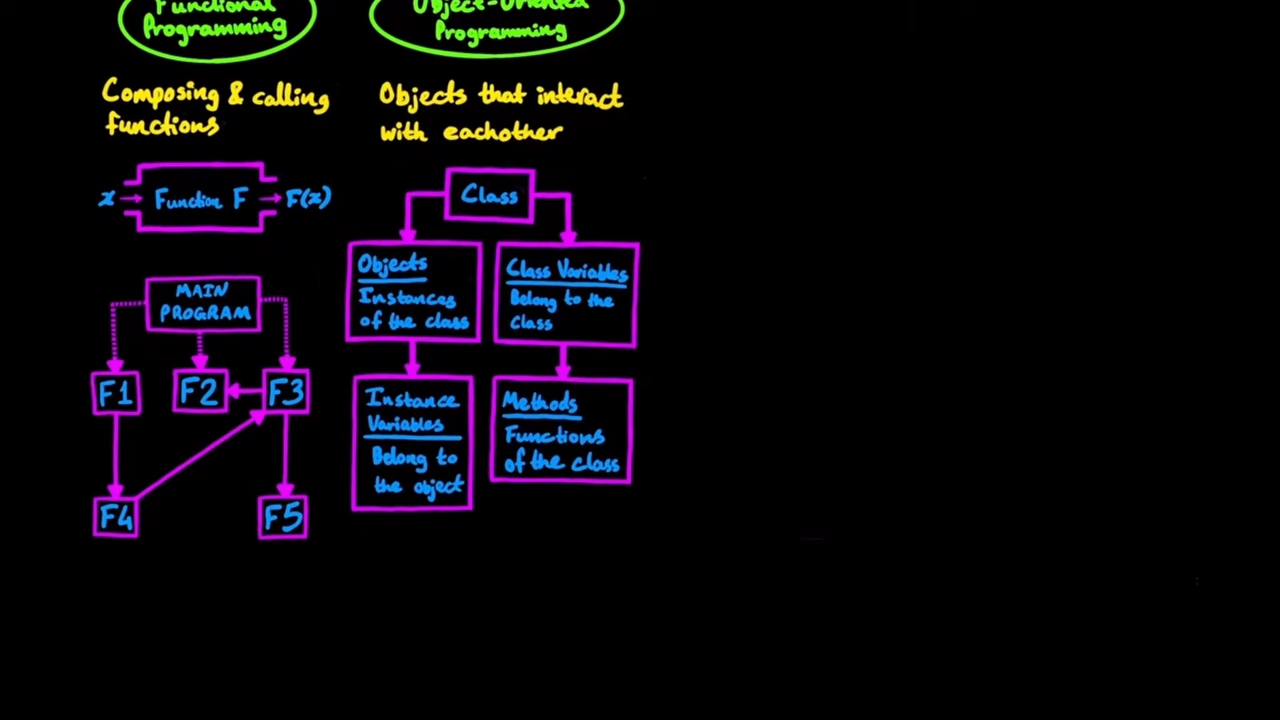 Functional
Programming
Object-Oriented
Programming
Composing & calling
functions
Objects that interact
with eachother
x → Function F → F(x)
MAIN
PROGRAM
F1
F2
F3
F4
F5
Class
Objects
Instances
of the class
Class Variables
Belong to the
Class
Instance
Variables
Belong to
the object
Methods
Functions
of the class